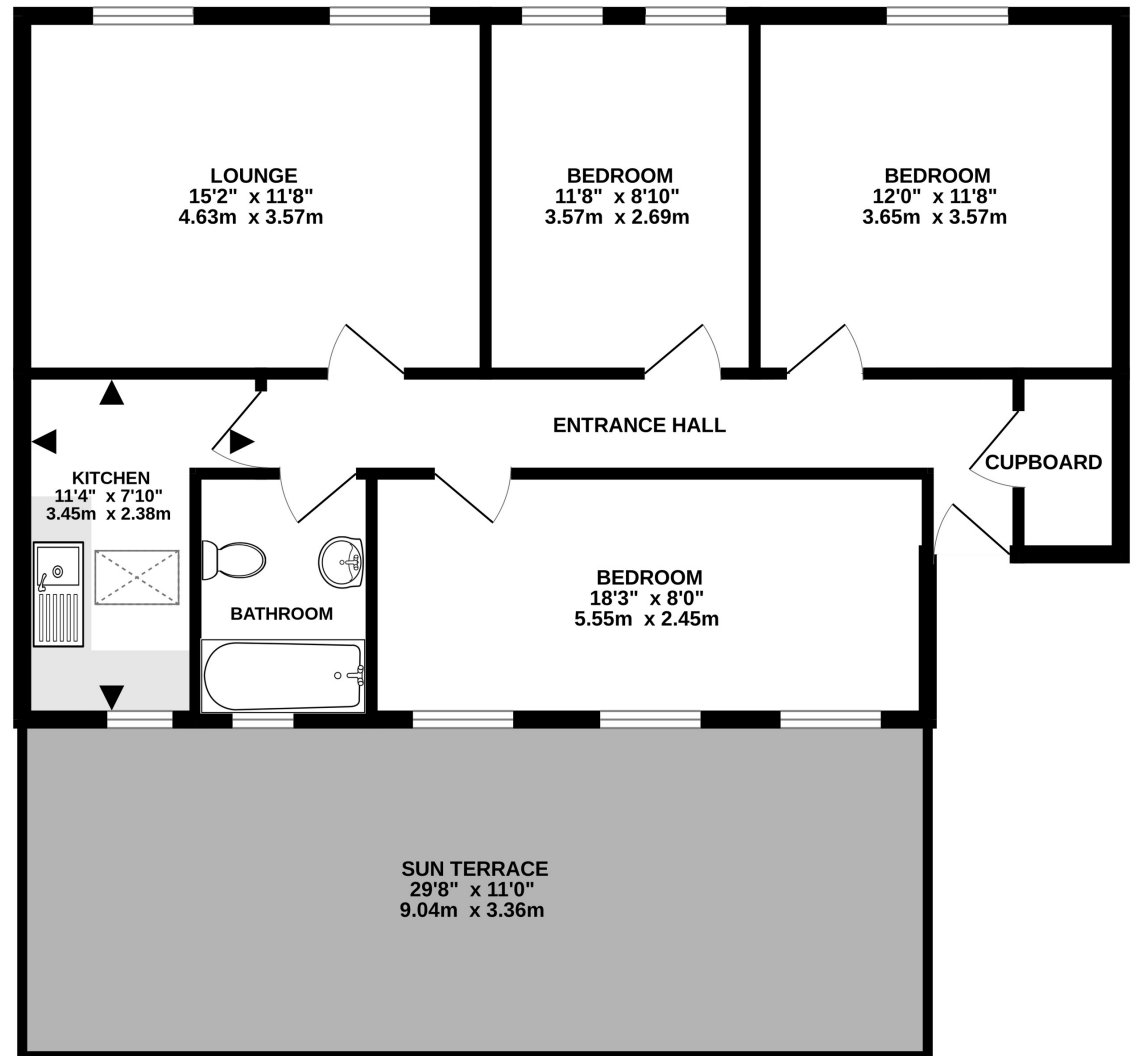 LOUNGE
15'2" x 11'8"
4.63m x 3.57m
BEDROOM
11'8" x 8'10"
3.57m x 2.69m
BEDROOM
12'0" x 11'8"
3.65m x 3.57m
ENTRANCE HALL
CUPBOARD
KITCHEN
11'4" x 7'10"
3.45m x 2.38m
BATHROOM
BEDROOM
18'3" x 8'0"
5.55m x 2.45m
SUN TERRACE
29'8" x 11'0"
9.04m x 3.36m